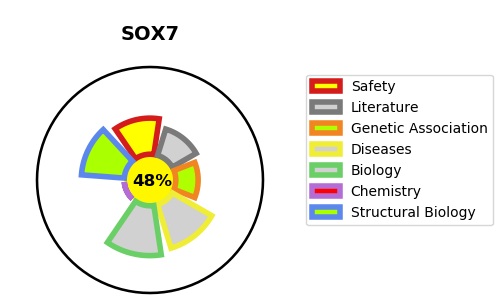 SOX7
48%
Safety
Literature
Genetic Association
Diseases
Biology
Chemistry
Structural Biology